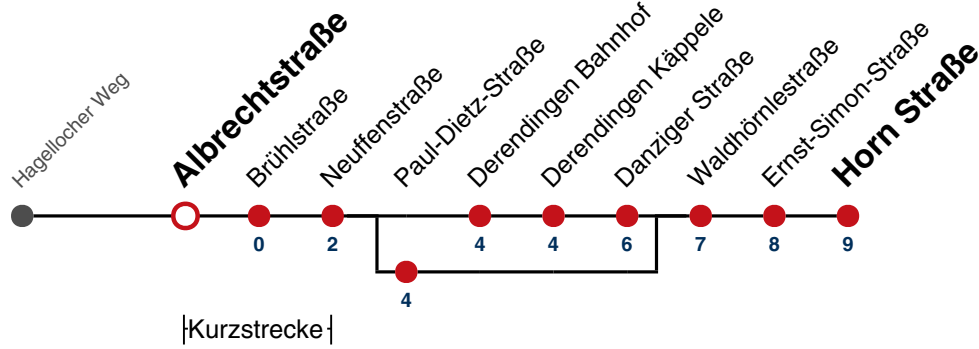 Hagellocher Weg
Albrechtstraße
Brühlstraße
Neuffenstraße
Paul-Dietz-Straße
Derendingen Bahnhof
Derendingen Käppele
Danziger Straße
Waldhörnlestraße
Ernst-Simon-Straße
Horn Straße
0 2 4 4 6 7 8 9
4
Kurzstrecke